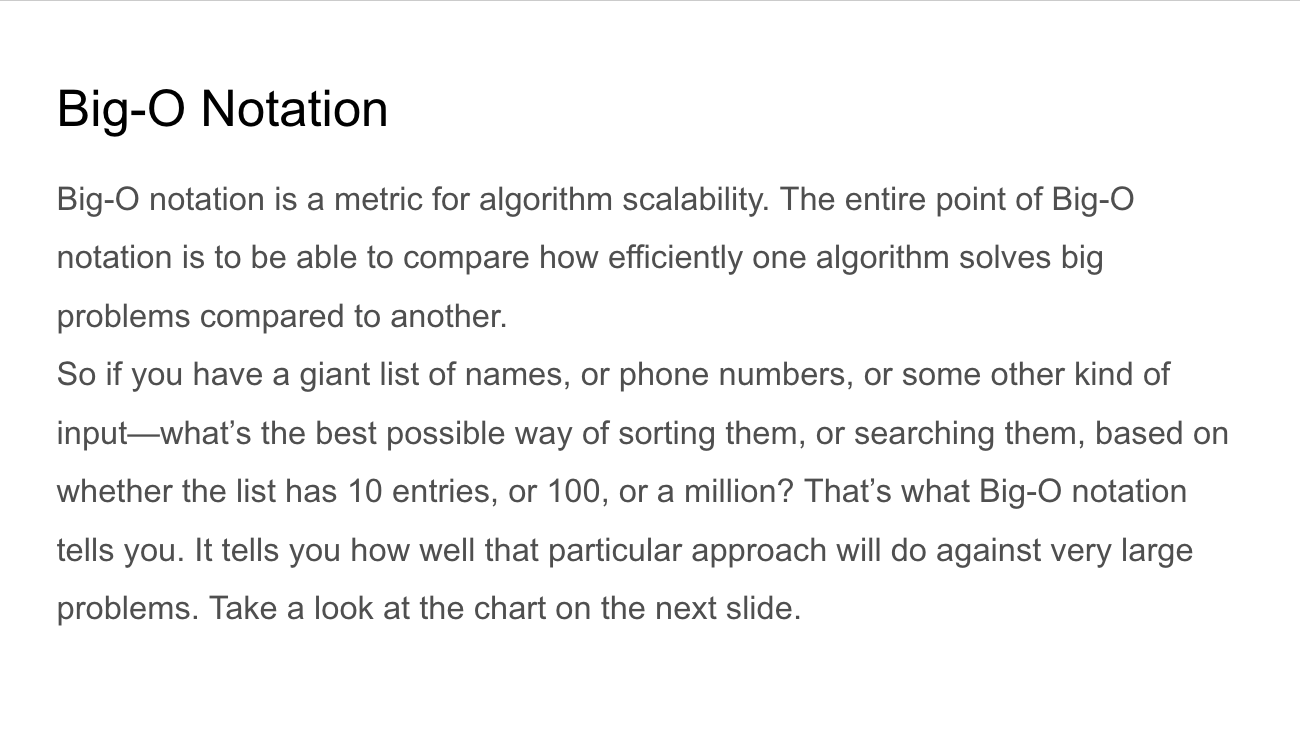 Big-O Notation
Big-O notation is a metric for algorithm scalability. The entire point of Big-O
notation is to be able to compare how efficiently one algorithm solves big
problems compared to another.
So if you have a giant list of names, or phone numbers, or some other kind of
input—what’s the best possible way of sorting them, or searching them, based on
whether the list has 10 entries, or 100, or a million? That’s what Big-O notation
tells you. It tells you how well that particular approach will do against very large
problems. Take a look at the chart on the next slide.